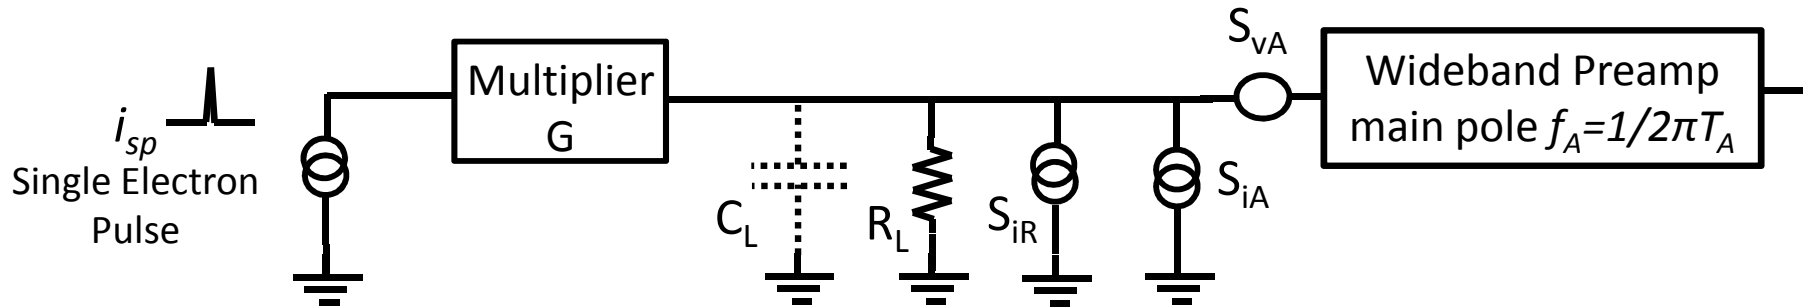 i_sp
Single Electron
Pulse
Multiplier
G
C_L
R_L
S_iR
S_iA
S_vA
Wideband Preamp
main pole f_A=1/2πT_A